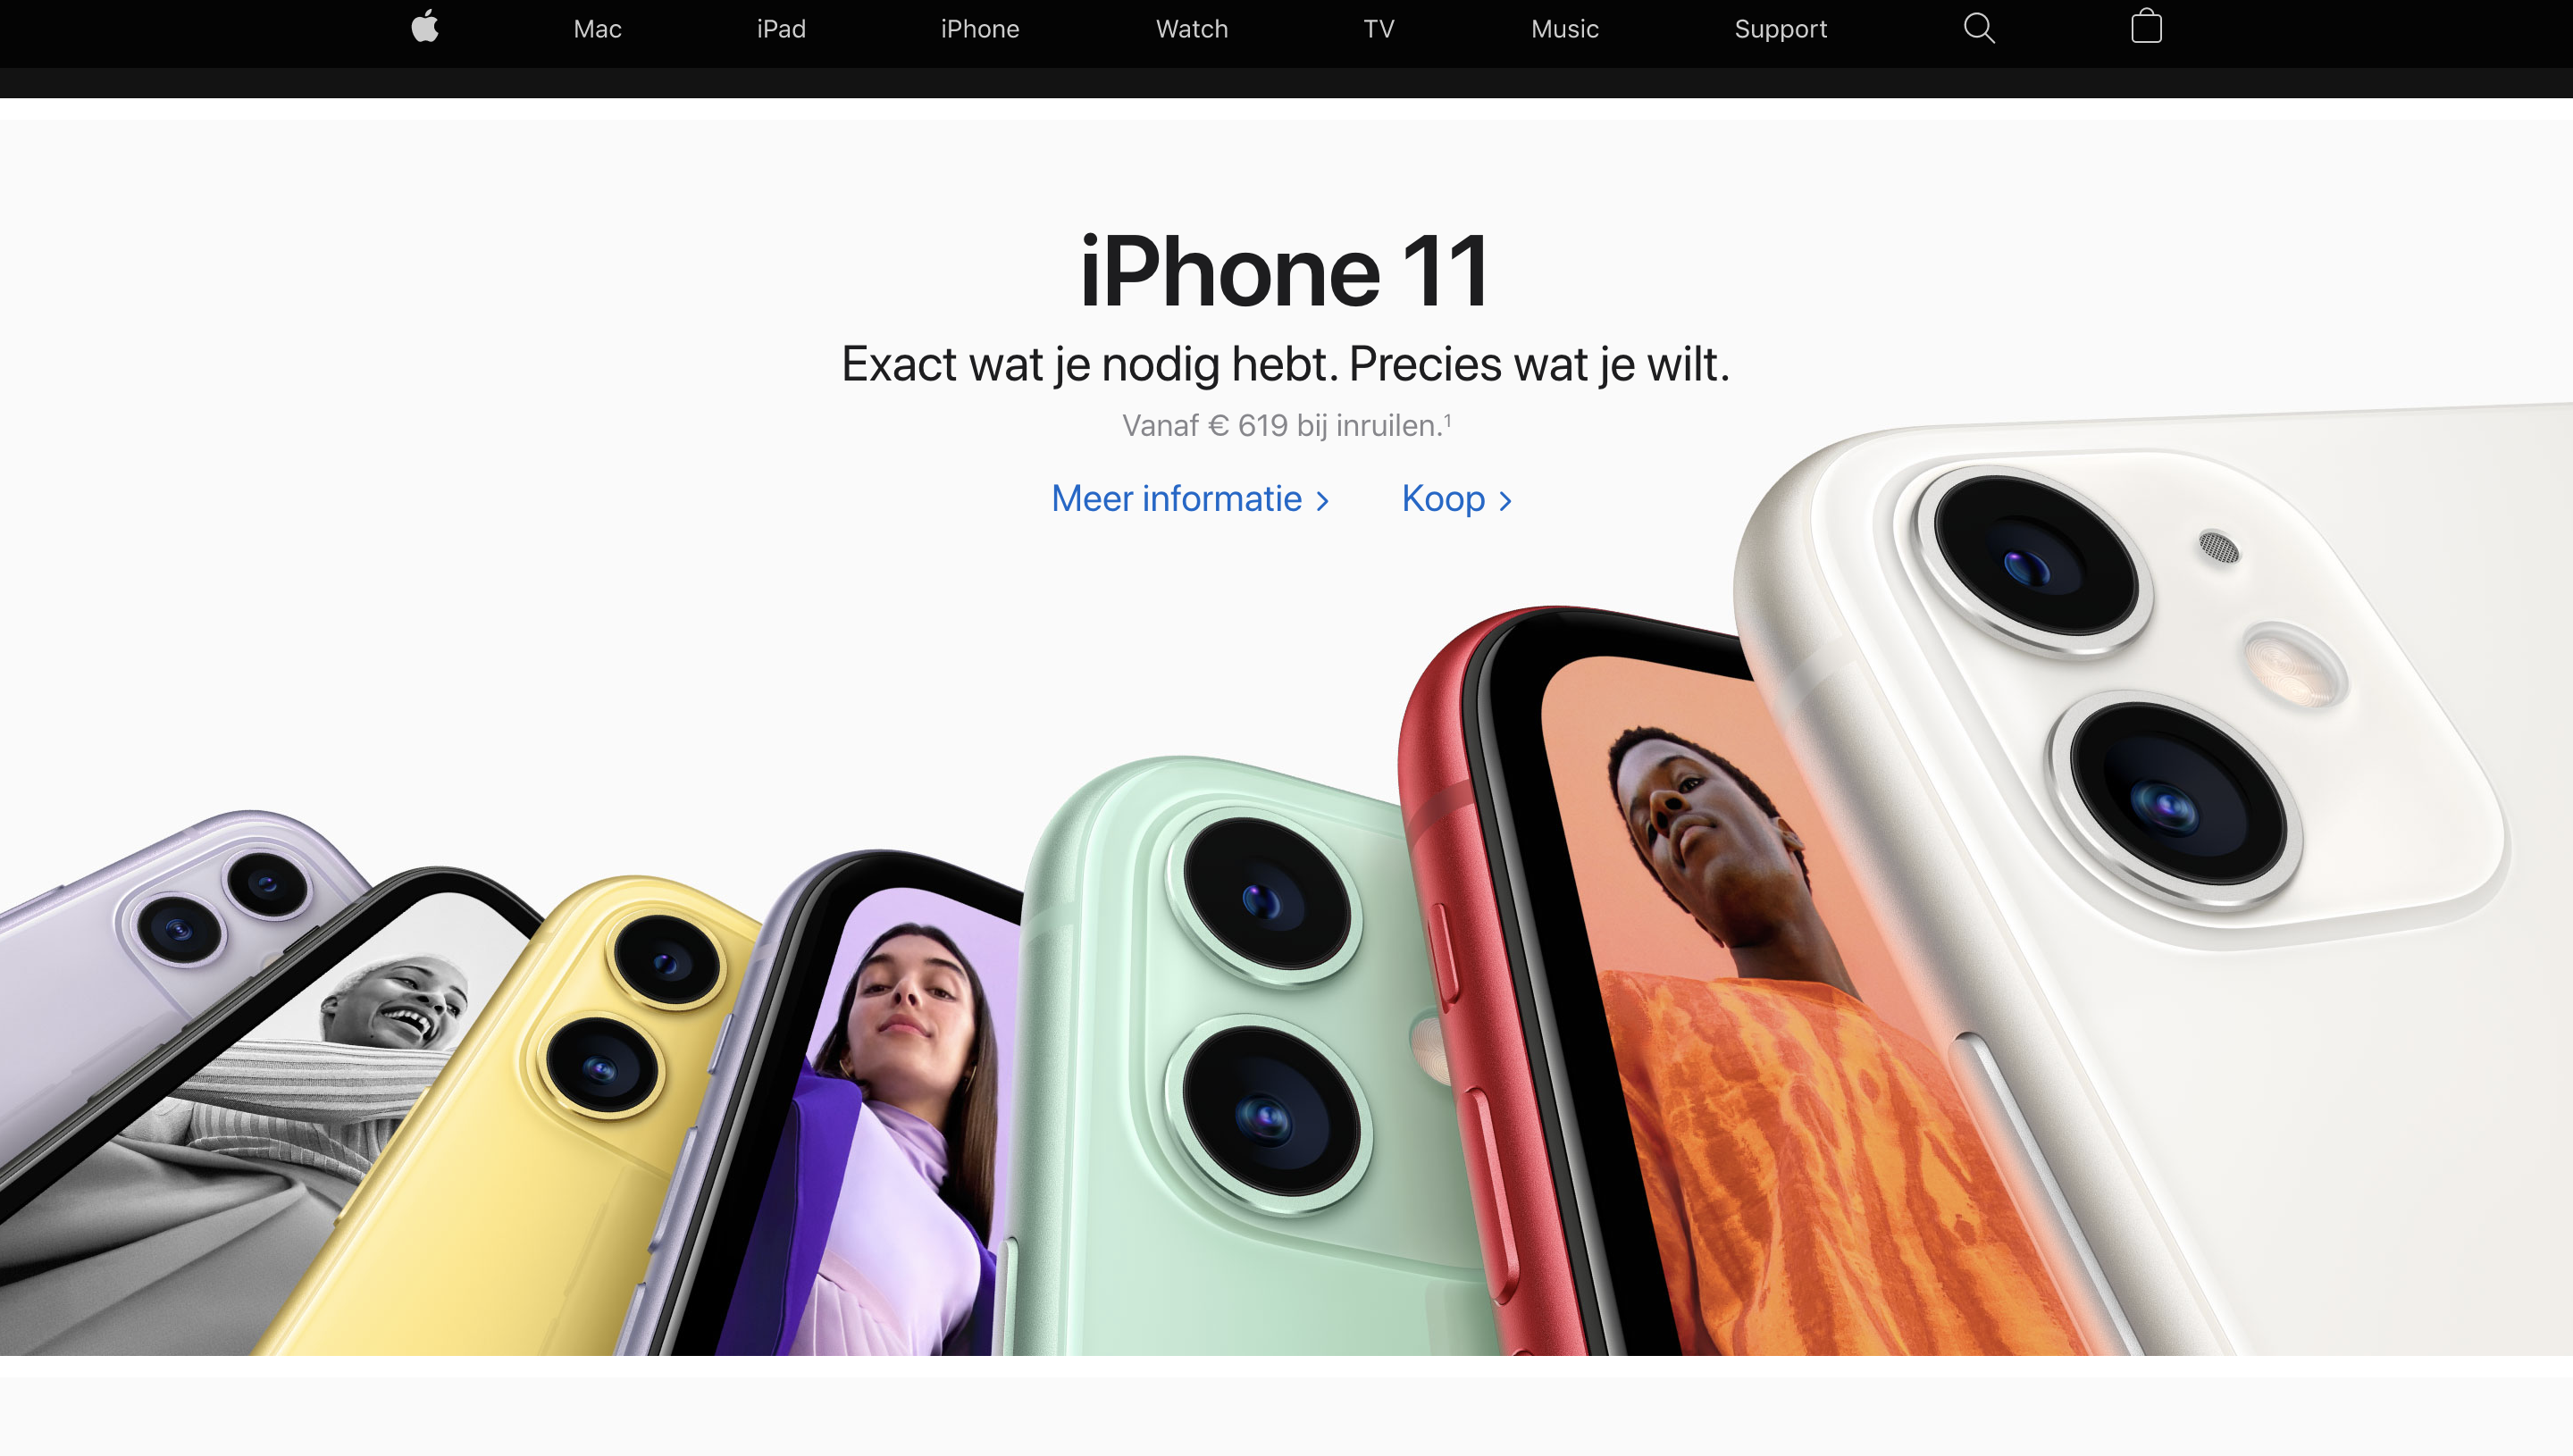 Mac iPad iPhone Watch TV Music Support
iPhone 11
Exact wat je nodig hebt. Precies wat je wilt.
Vanaf € 619 bij inruilen.¹
Meer informatie > Koop >